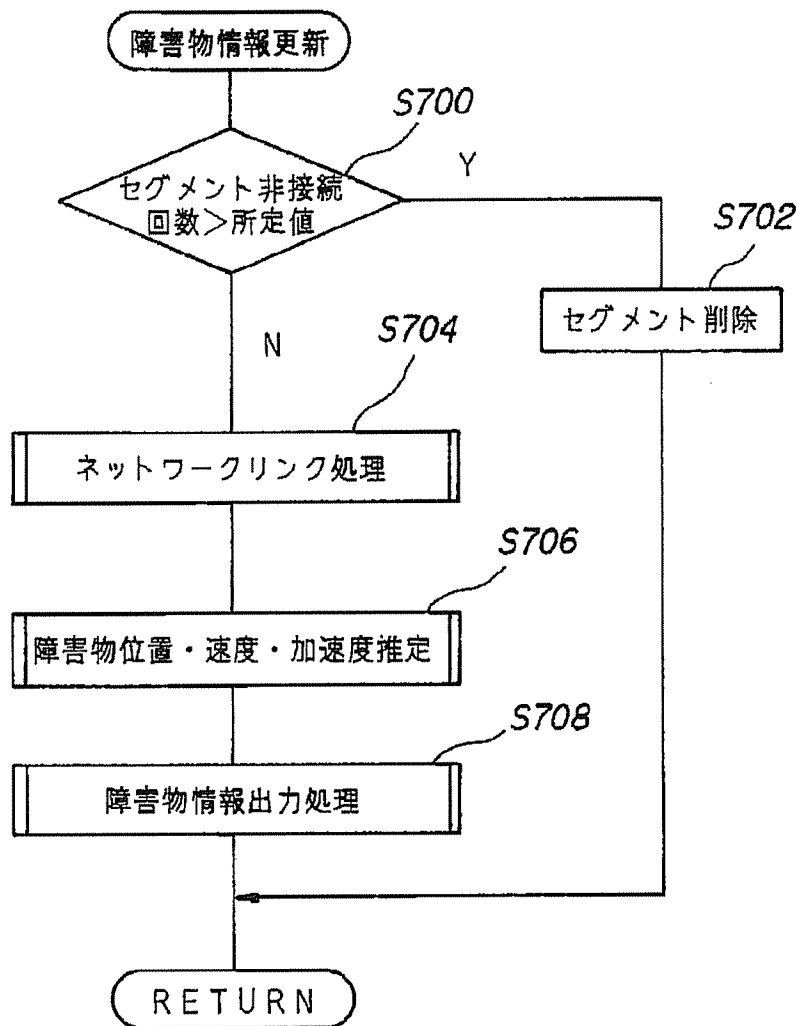 障害物情報更新
S700
セグメント非接続
回数>所定値
Y
S702
セグメント削除
N
S704
ネットワークリンク処理
S706
障害物位置・速度・加速度推定
S708
障害物情報出力処理
RETURN